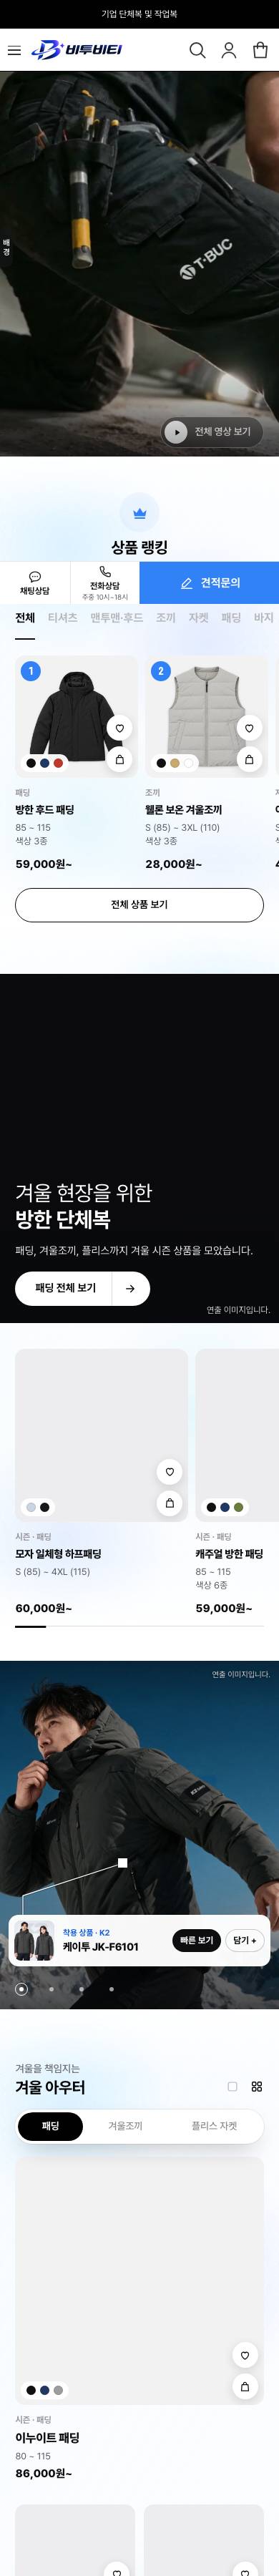 기업 단체복 및 작업복
비투비티
배
경
T·BUC
전체 영상 보기
상품 랭킹
채팅상담
전화상담
주중 10시~18시
견적문의
전체 티셔츠 맨투맨·후드 조끼 자켓 패딩 바지
1
2
패딩
방한 후드 패딩
85 ~ 115
색상 3종
59,000원~
조끼
웰론 보온 겨울조끼
S (85) ~ 3XL (110)
색상 3종
28,000원~
전체 상품 보기
겨울 현장을 위한
방한 단체복
패딩, 겨울조끼, 플리스까지 겨울 시즌 상품을 모았습니다.
패딩 전체 보기
연출 이미지입니다.
시즌 · 패딩
모자 일체형 하프패딩
S (85) ~ 4XL (115)
60,000원~
시즌 · 패딩
캐주얼 방한 패딩
85 ~ 115
색상 6종
59,000원~
연출 이미지입니다.
착용 상품 · K2
케이투 JK-F6101
빠른 보기
담기 +
겨울을 책임지는
겨울 아우터
패딩
겨울조끼
플리스 자켓
시즌 · 패딩
이누이트 패딩
80 ~ 115
86,000원~